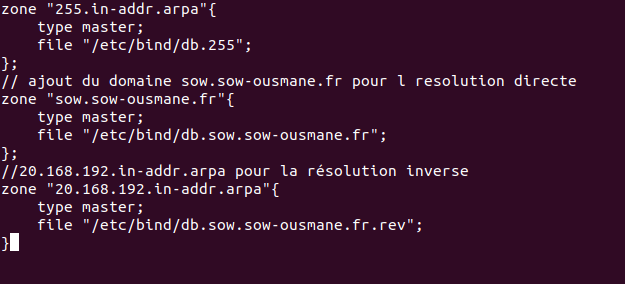 zone "255.in-addr.arpa"{
    type master;
    file "/etc/bind/db.255";
};
// ajout du domaine sow.sow-ousmane.fr pour l resolution directe
zone "sow.sow-ousmane.fr"{
    type master;
    file "/etc/bind/db.sow.sow-ousmane.fr";
};
//20.168.192.in-addr.arpa pour la résolution inverse
zone "20.168.192.in-addr.arpa"{
    type master;
    file "/etc/bind/db.sow.sow-ousmane.fr.rev";
}